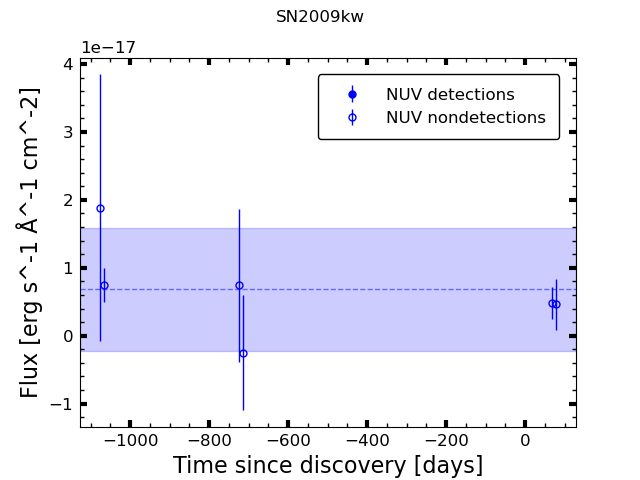 SN2009kw
1e−17
4
3
2
1
0
−1
Flux [erg s^-1 Å^-1 cm^-2]
NUV detections
NUV nondetections
−1000 −800 −600 −400 −200 0
Time since discovery [days]